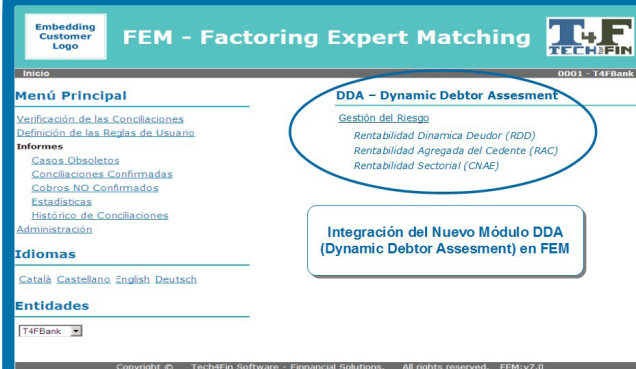 Embedding
Customer
Logo
FEM - Factoring Expert Matching
T4F
TECH4FIN
Inicio
0001 - T4FBank
Menú Principal
Verificación de las Conciliaciones
Definición de las Reglas de Usuario
Informes
Casos Obsoletos
Conciliaciones Confirmadas
Cobros NO Confirmados
Estadísticas
Histórico de Conciliaciones
Administración
Idiomas
Català Castellano English Deutsch
Entidades
T4FBank
DDA – Dynamic Debtor Assesment
Gestión del Riesgo
Rentabilidad Dinamica Deudor (RDD)
Rentabilidad Agregada del Cedente (RAC)
Rentabilidad Sectorial (CNAE)
Integración del Nuevo Módulo DDA
(Dynamic Debtor Assesment) en FEM
Copyright © Tech4Fin Software - Finnancial Solutions. All rights reserved. FEM:v7.0